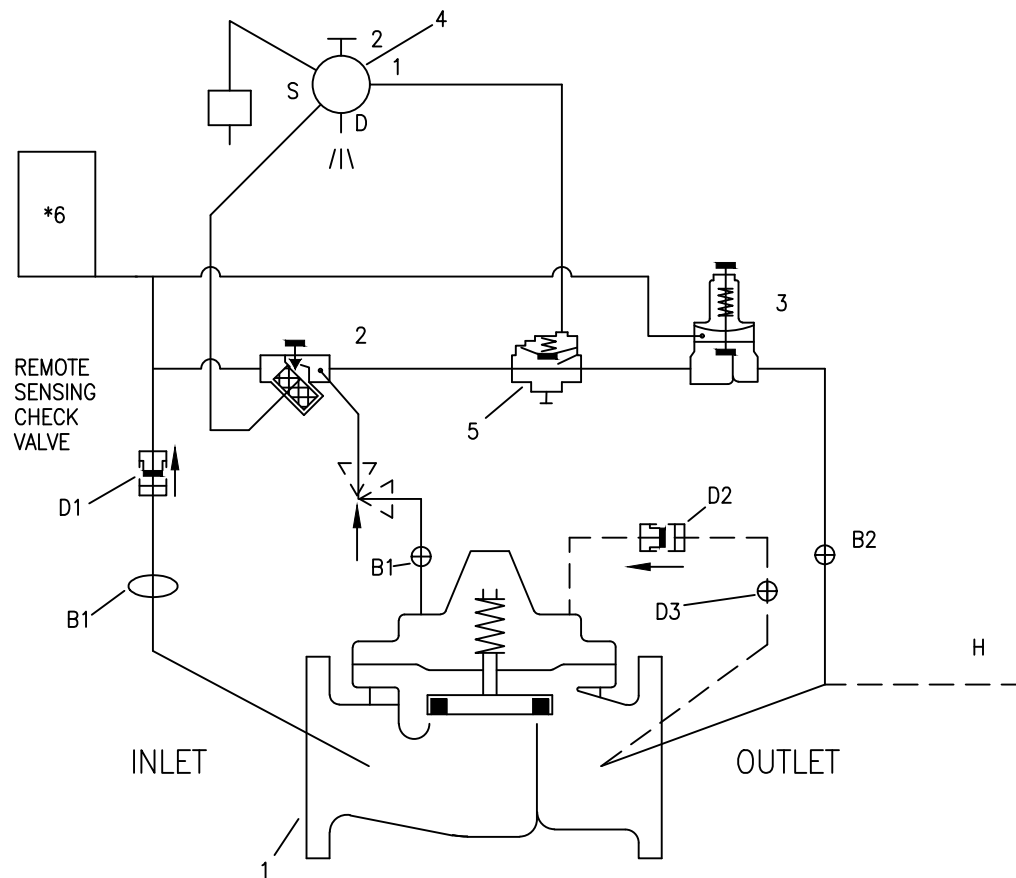 4
2
1
S
D
*6
3
2
REMOTE
SENSING
CHECK
VALVE
5
D1
D2
B2
B1
D3
B1
H
INLET
OUTLET
1